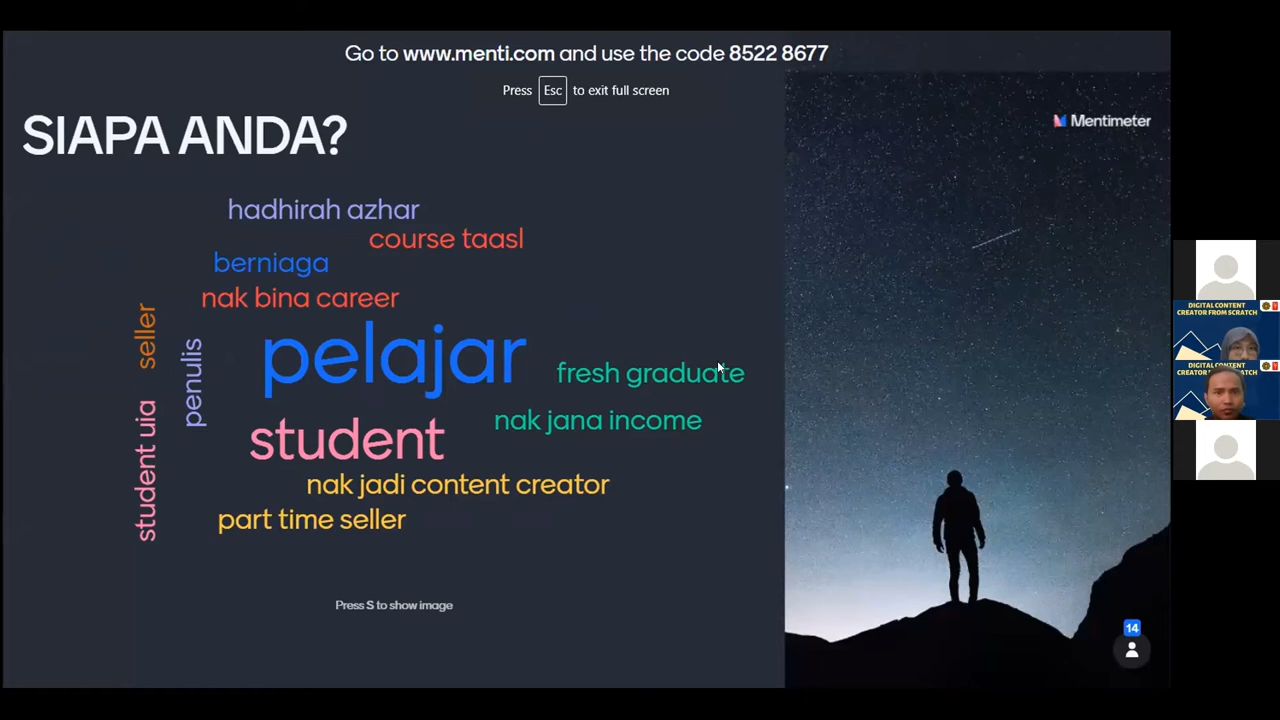 Go to www.menti.com and use the code 8522 8677
Press Esc to exit full screen
SIAPA ANDA?
Mentimeter
hadhirah azhar
course taasl
berniaga
nak bina career
seller
penulis
pelajar
fresh graduate
nak jana income
student uia
student
nak jadi content creator
part time seller
Press S to show image
14
DIGITAL CONTENT
CREATOR FROM SCRATCH
DIGITAL CONTENT